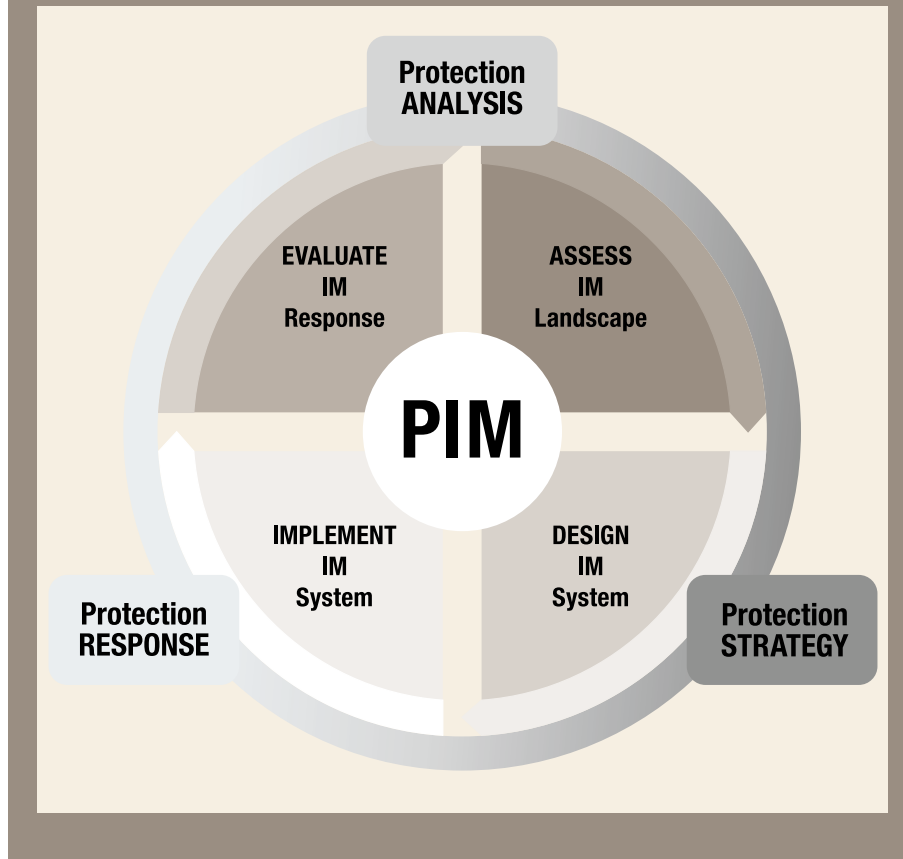 Protection
ANALYSIS
EVALUATE
IM
Response
ASSESS
IM
Landscape
PIM
IMPLEMENT
IM
System
DESIGN
IM
System
Protection
RESPONSE
Protection
STRATEGY